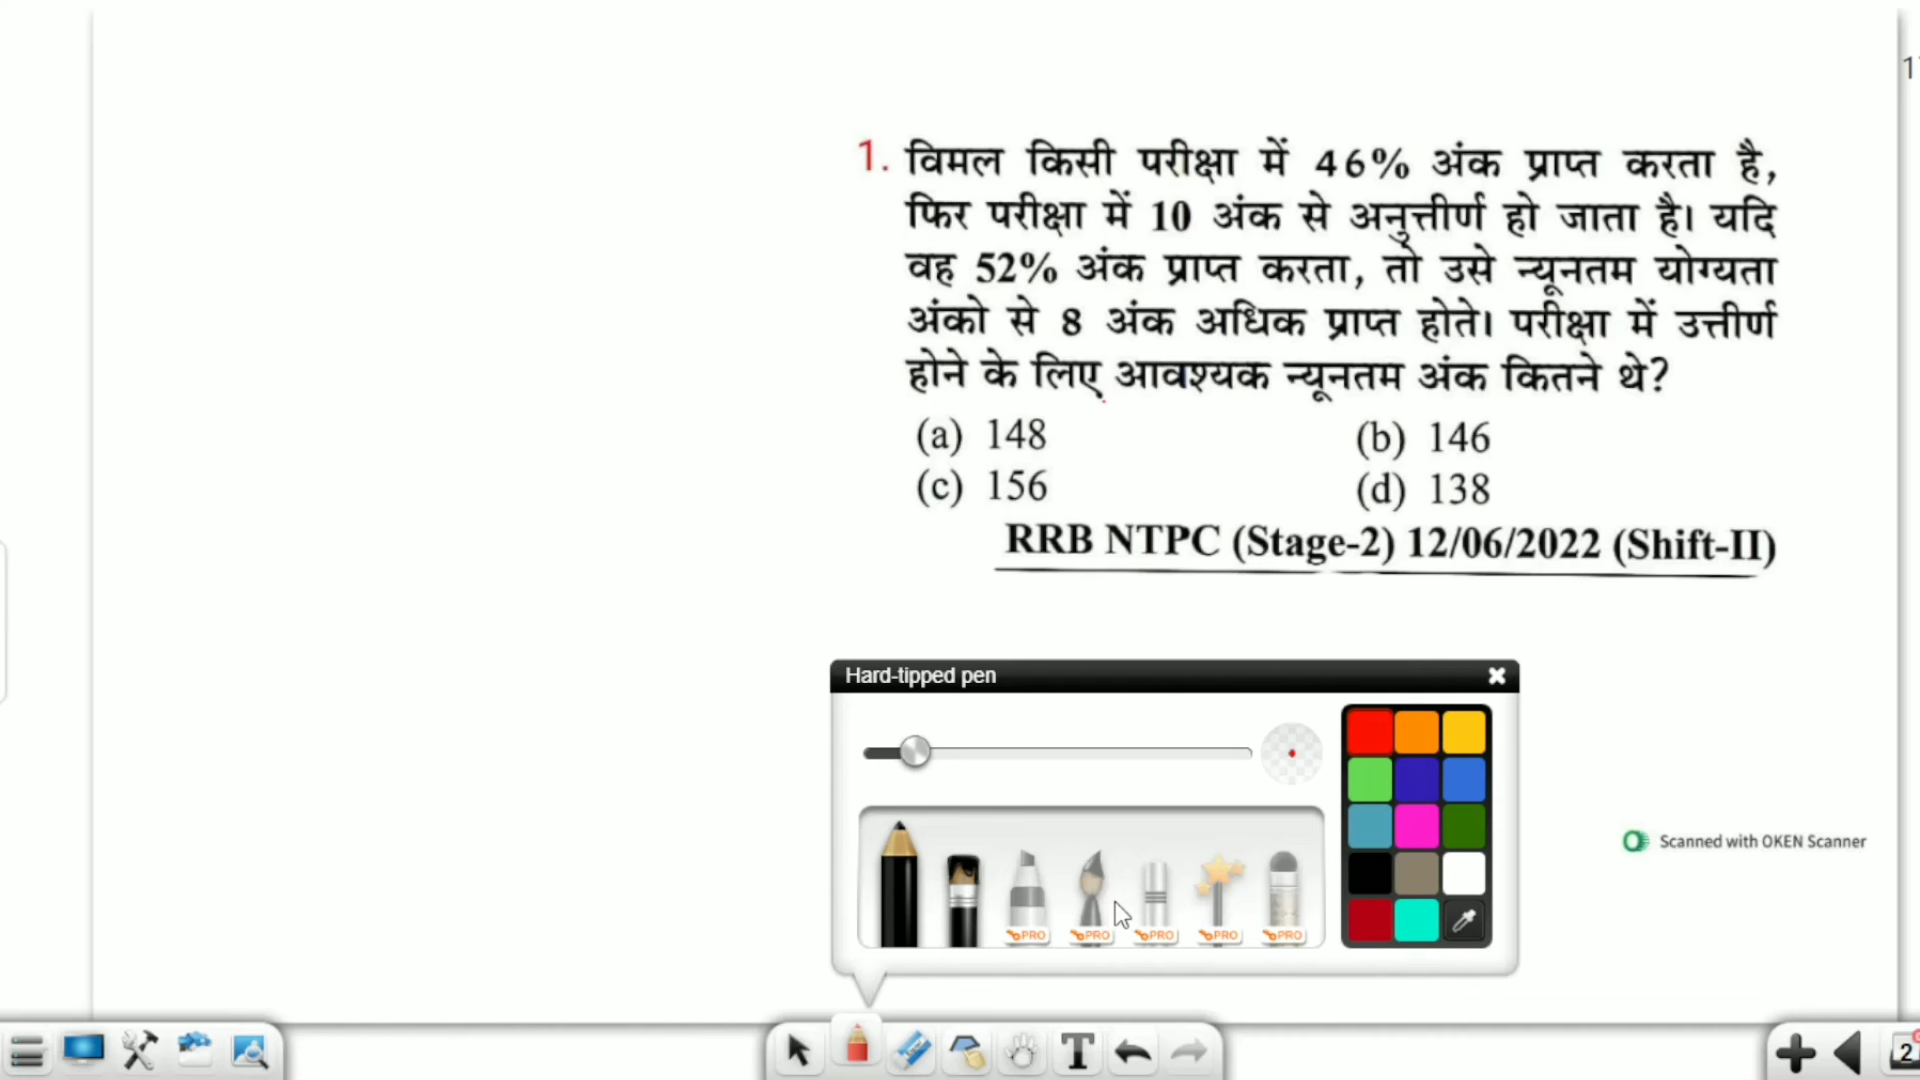 1. विमल किसी परीक्षा में 46% अंक प्राप्त करता है,
फिर परीक्षा में 10 अंक से अनुत्तीर्ण हो जाता है। यदि
वह 52% अंक प्राप्त करता, तो उसे न्यूनतम योग्यता
अंको से 8 अंक अधिक प्राप्त होते। परीक्षा में उत्तीर्ण
होने के लिए आवश्यक न्यूनतम अंक कितने थे?
(a) 148 (b) 146
(c) 156 (d) 138
RRB NTPC (Stage-2) 12/06/2022 (Shift-II)
Hard-tipped pen
PRO PRO PRO PRO PRO
Scanned with OKEN Scanner
T
2